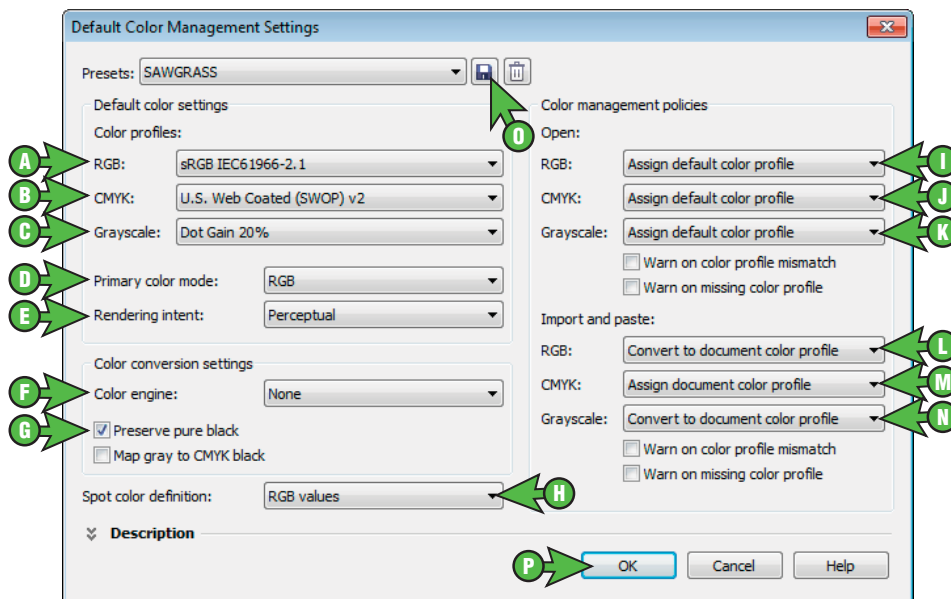 Default Color Management Settings
Presets: SAWGRASS
O
Default color settings
Color profiles:
A RGB: sRGB IEC61966-2.1
B CMYK: U.S. Web Coated (SWOP) v2
C Grayscale: Dot Gain 20%
D Primary color mode: RGB
E Rendering intent: Perceptual
Color conversion settings
F Color engine: None
G Preserve pure black
Map gray to CMYK black
Spot color definition: RGB values H
Color management policies
Open:
RGB: Assign default color profile I
CMYK: Assign default color profile J
Grayscale: Assign default color profile K
Warn on color profile mismatch
Warn on missing color profile
Import and paste:
RGB: Convert to document color profile L
CMYK: Assign document color profile M
Grayscale: Convert to document color profile N
Warn on color profile mismatch
Warn on missing color profile
Description
P OK Cancel Help